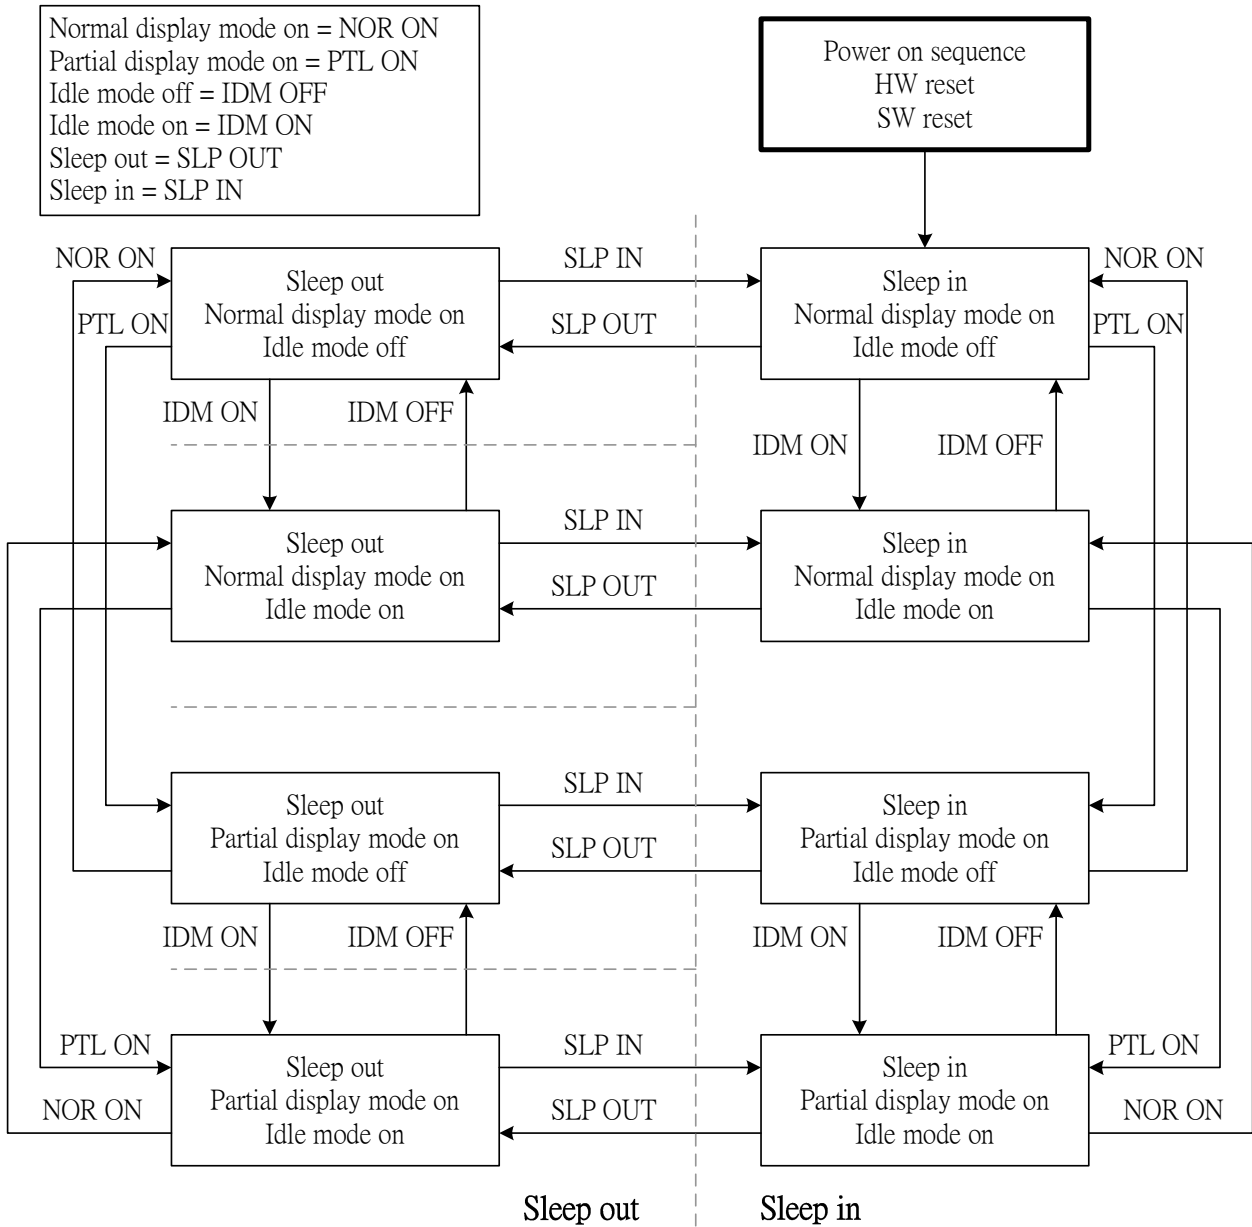 Normal display mode on = NOR ON
Partial display mode on = PTL ON
Idle mode off = IDM OFF
Idle mode on = IDM ON
Sleep out = SLP OUT
Sleep in = SLP IN
Power on sequence
HW reset
SW reset
NOR ON
PTL ON
Sleep out
Normal display mode on
Idle mode off
SLP IN
SLP OUT
Sleep in
Normal display mode on
Idle mode off
NOR ON
PTL ON
IDM ON
IDM OFF
IDM ON
IDM OFF
Sleep out
Normal display mode on
Idle mode on
SLP IN
SLP OUT
Sleep in
Normal display mode on
Idle mode on
Sleep out
Partial display mode on
Idle mode off
SLP IN
SLP OUT
Sleep in
Partial display mode on
Idle mode off
IDM ON
IDM OFF
IDM ON
IDM OFF
PTL ON
NOR ON
Sleep out
Partial display mode on
Idle mode on
SLP IN
SLP OUT
Sleep in
Partial display mode on
Idle mode on
PTL ON
NOR ON
Sleep out
Sleep in